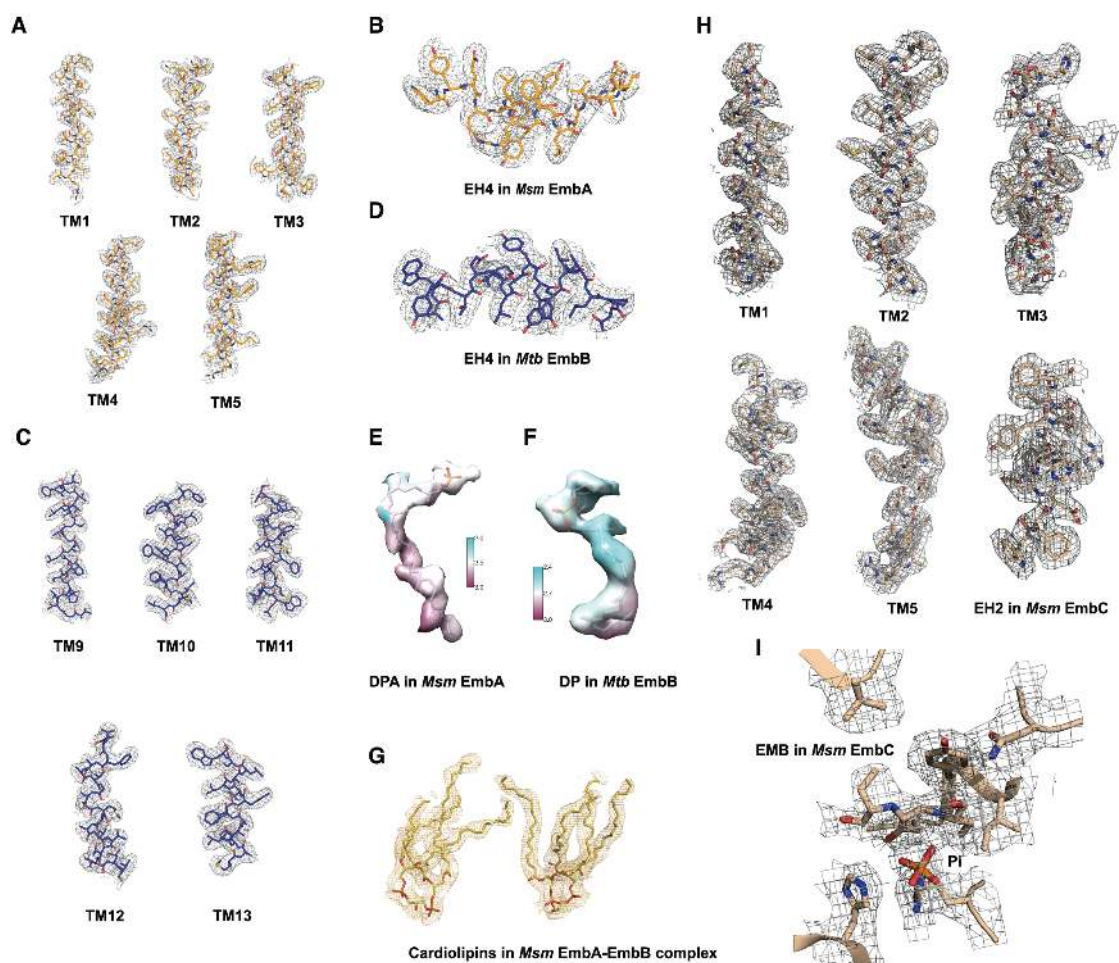 A
TM1
TM2
TM3
TM4
TM5
B
EH4 in Msm EmbA
D
EH4 in Mtb EmbB
C
TM9
TM10
TM11
TM12
TM13
E
DPA in Msm EmbA
F
DP in Mtb EmbB
G
Cardiolipins in Msm EmbA-EmbB complex
H
TM1
TM2
TM3
TM4
TM5
EH2 in Msm EmbC
I
EMB in Msm EmbC
Pi